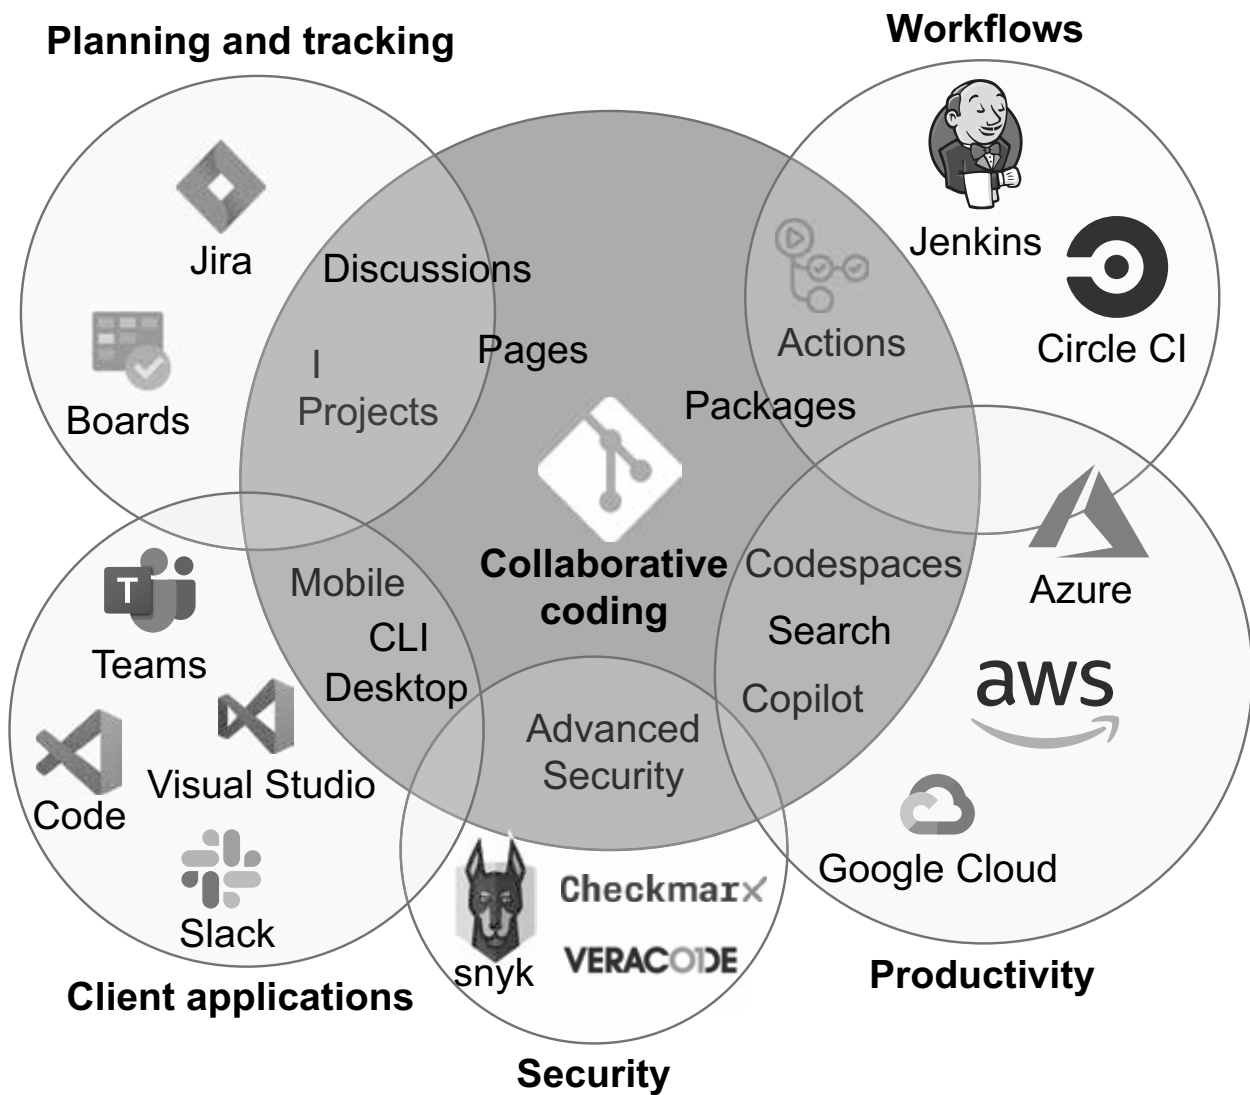 Planning and tracking
Workflows
Jira
Discussions
Jenkins
Pages
Actions
Circle CI
I
Projects
Boards
Packages
Collaborative
coding
Codespaces
Azure
Mobile
CLI
Desktop
Search
Copilot
T
Teams
aws
Advanced
Security
Visual Studio
Code
Google Cloud
Slack
snyk
Checkmarx
VERACODE
Client applications
Productivity
Security